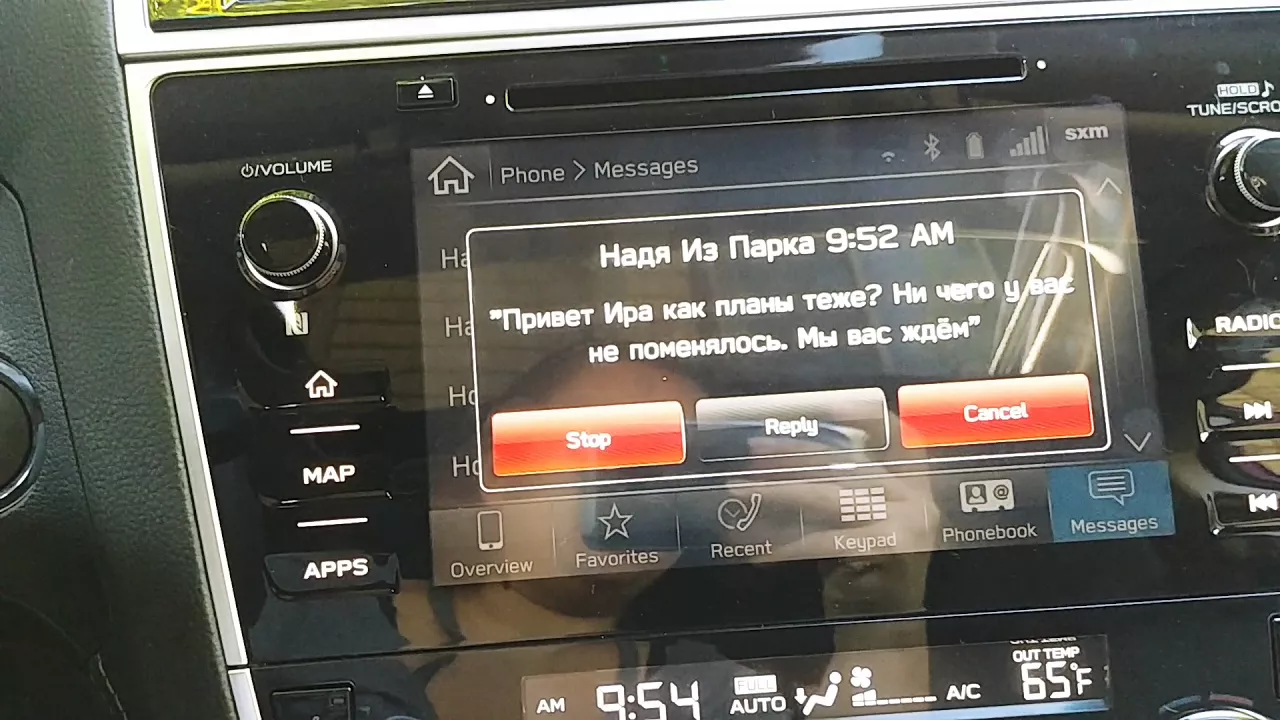 HOLD
TUNE/SCRO
VOLUME
sxm
Phone > Messages
Надя Из Парка 9:52 AM
"Привет Ира как планы теже? Ни чего у вас
не поменялось. Мы вас ждём"
Stop
Reply
Cancel
RADIO
MAP
APPS
Overview
Favorites
Recent
Keypad
Phonebook
Messages
AM 9:54
FULL
AUTO
A/C
OUT TEMP
65°F